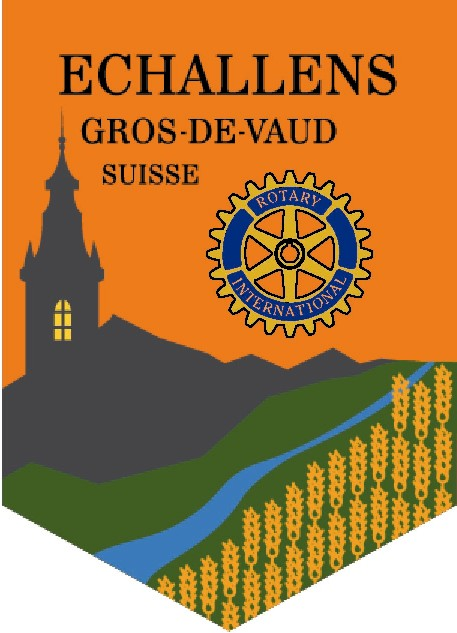 ECHALLENS
GROS-DE-VAUD
SUISSE
ROTARY
INTERNATIONAL